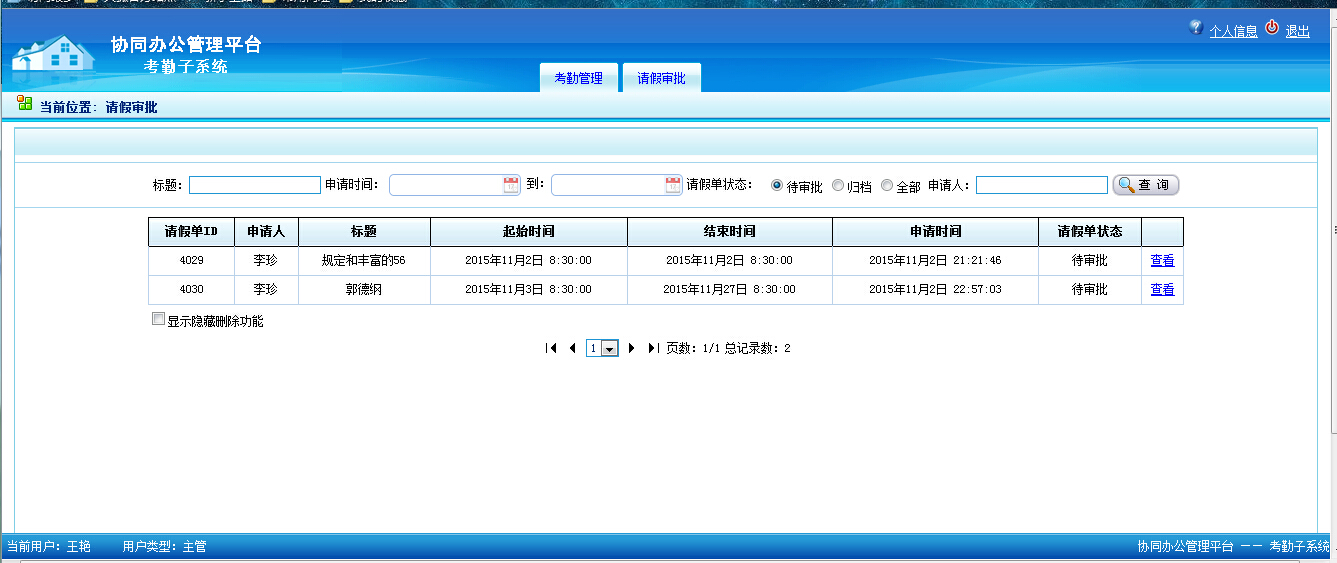 个人信息 退出
协同办公管理平台
考勤子系统
考勤管理 请假审批
当前位置：请假审批
标题： 申请时间： 到： 请假单状态： 待审批 归档 全部 申请人： 查 询
请假单ID 申请人 标题 起始时间 结束时间 申请时间 请假单状态
4029 李珍 规定和丰富的56 2015年11月2日 8:30:00 2015年11月2日 8:30:00 2015年11月2日 21:21:46 待审批 查看
4030 李珍 郭德纲 2015年11月3日 8:30:00 2015年11月27日 8:30:00 2015年11月2日 22:57:03 待审批 查看
显示隐藏删除功能
1 页数：1/1 总记录数：2
当前用户：王艳 用户类型：主管 协同办公管理平台 －－ 考勤子系统